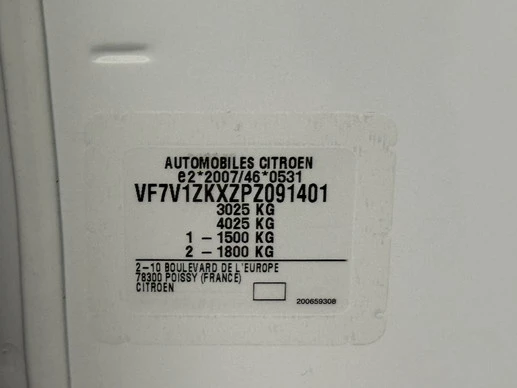 AUTOMOBILES CITROEN
e2*2007/46*0531
VF7V1ZKXZPZ091401
3025 KG
4025 KG
1 – 1500 KG
2 – 1800 KG
2–10 BOULEVARD DE L'EUROPE
78300 POISSY (FRANCE)
CITROEN
200659308